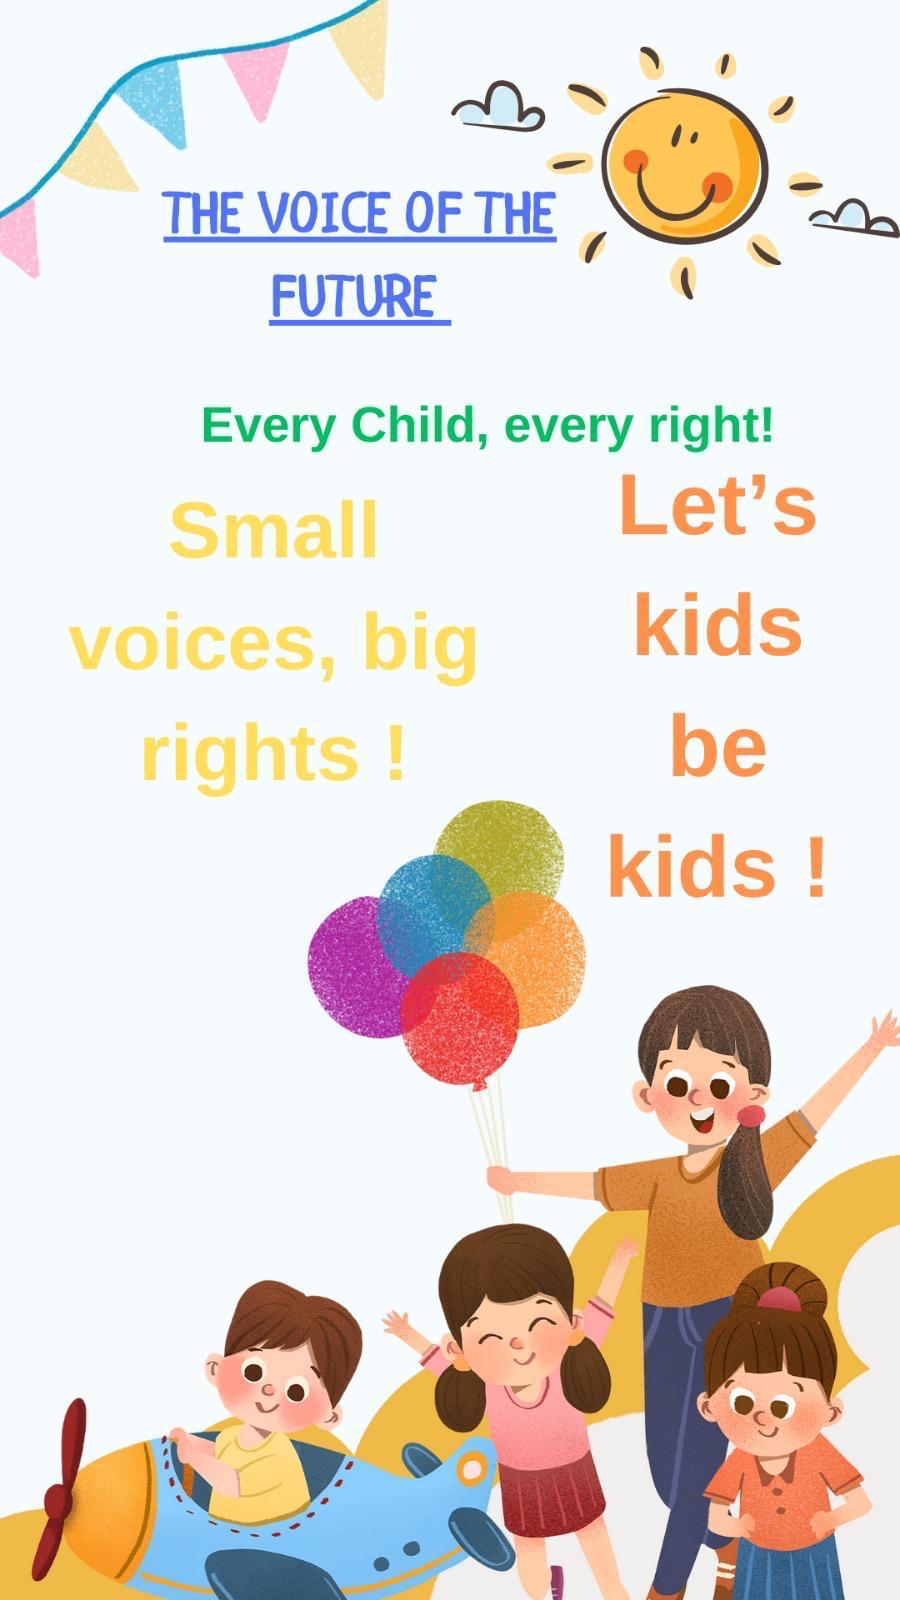 THE VOICE OF THE
FUTURE
Every Child, every right!
Small
voices, big
rights !
Let’s
kids
be
kids !